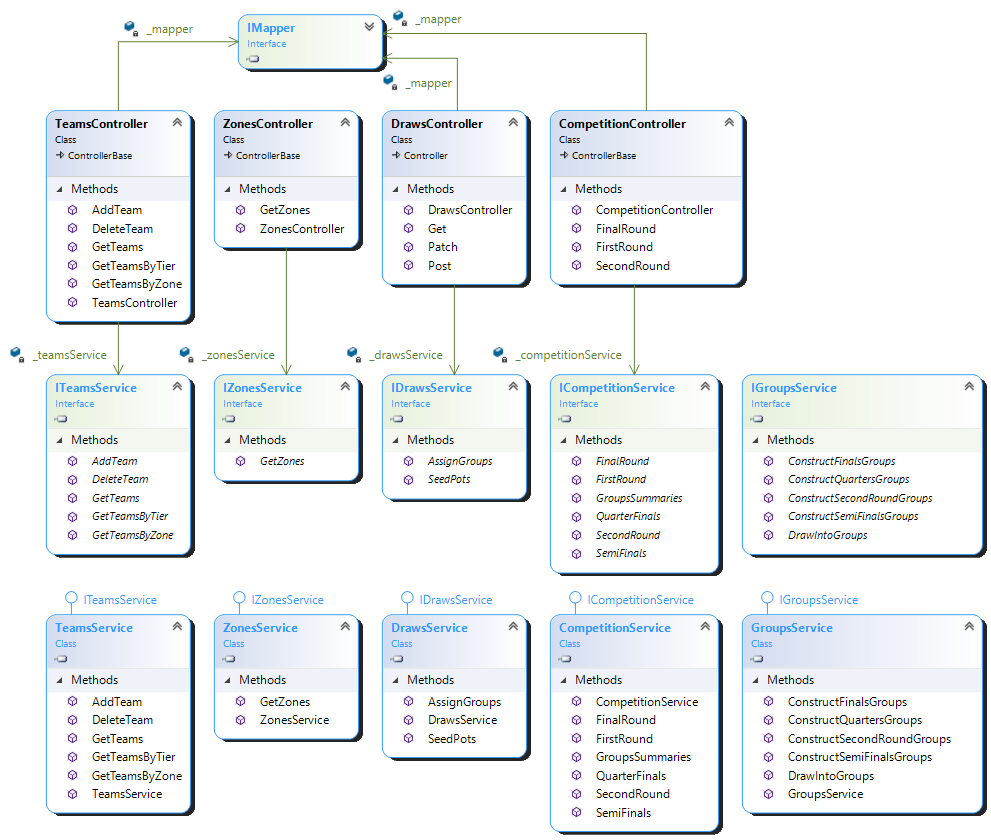 _mapper
IMapper
Interface
_mapper
_mapper
TeamsController
Class
ControllerBase
Methods
AddTeam
DeleteTeam
GetTeams
GetTeamsByTier
GetTeamsByZone
TeamsController
ZonesController
Class
ControllerBase
Methods
GetZones
ZonesController
DrawsController
Class
Controller
Methods
DrawsController
Get
Patch
Post
CompetitionController
Class
ControllerBase
Methods
CompetitionController
FinalRound
FirstRound
SecondRound
_teamsService
_zonesService
_drawsService
_competitionService
ITeamsService
Interface
Methods
AddTeam
DeleteTeam
GetTeams
GetTeamsByTier
GetTeamsByZone
IZonesService
Interface
Methods
GetZones
IDrawsService
Interface
Methods
AssignGroups
SeedPots
ICompetitionService
Interface
Methods
FinalRound
FirstRound
GroupsSummaries
QuarterFinals
SecondRound
SemiFinals
IGroupsService
Interface
Methods
ConstructFinalsGroups
ConstructQuartersGroups
ConstructSecondRoundGroups
ConstructSemiFinalsGroups
DrawIntoGroups
ITeamsService
TeamsService
Class
Methods
AddTeam
DeleteTeam
GetTeams
GetTeamsByTier
GetTeamsByZone
TeamsService
IZonesService
ZonesService
Class
Methods
GetZones
ZonesService
IDrawsService
DrawsService
Class
Methods
AssignGroups
DrawsService
SeedPots
ICompetitionService
CompetitionService
Class
Methods
CompetitionService
FinalRound
FirstRound
GroupsSummaries
QuarterFinals
SecondRound
SemiFinals
IGroupsService
GroupsService
Class
Methods
ConstructFinalsGroups
ConstructQuartersGroups
ConstructSecondRoundGroups
ConstructSemiFinalsGroups
DrawIntoGroups
GroupsService